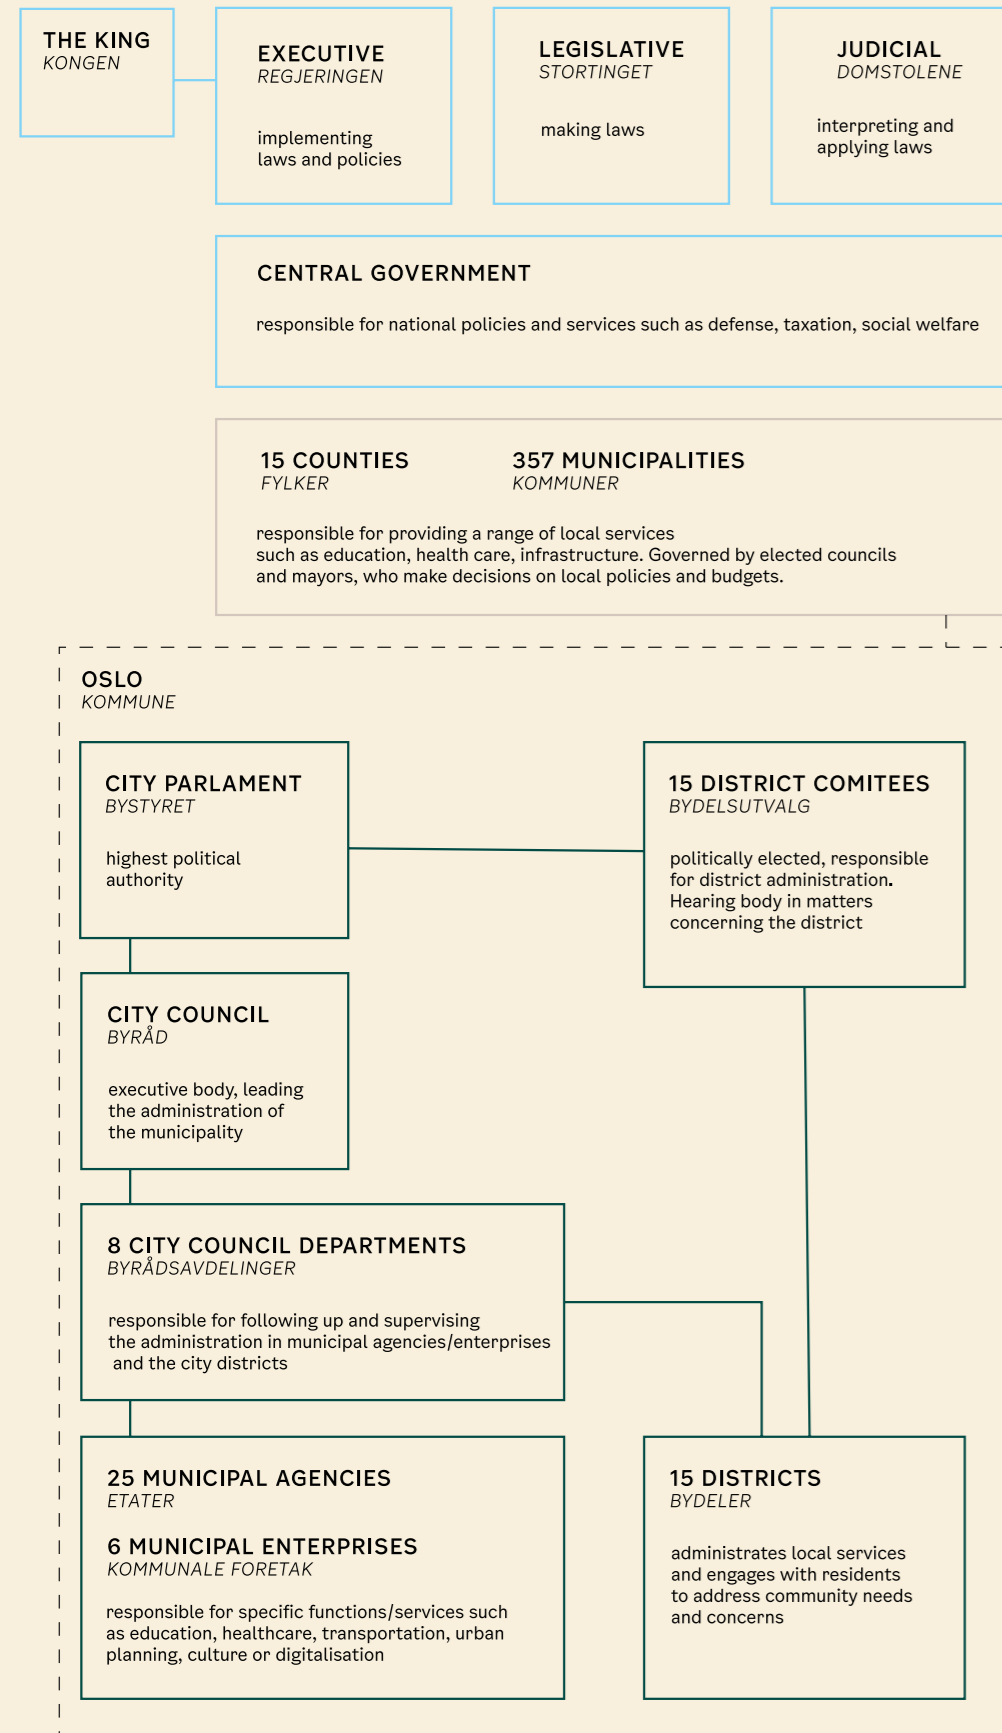 THE KING
KONGEN
EXECUTIVE
REGJERINGEN
implementing
laws and policies
LEGISLATIVE
STORTINGET
making laws
JUDICIAL
DOMSTOLENE
interpreting and
applying laws
CENTRAL GOVERNMENT
responsible for national policies and services such as defense, taxation, social welfare
15 COUNTIES
FYLKER
357 MUNICIPALITIES
KOMMUNER
responsible for providing a range of local services
such as education, health care, infrastructure. Governed by elected councils
and mayors, who make decisions on local policies and budgets.
OSLO
KOMMUNE
CITY PARLAMENT
BYSTYRET
highest political
authority
15 DISTRICT COMITEES
BYDELSUTVALG
politically elected, responsible
for district administration.
Hearing body in matters
concerning the district
CITY COUNCIL
BYRÅD
executive body, leading
the administration of
the municipality
8 CITY COUNCIL DEPARTMENTS
BYRÅDSAVDELINGER
responsible for following up and supervising
the administration in municipal agencies/enterprises
and the city districts
25 MUNICIPAL AGENCIES
ETATER
6 MUNICIPAL ENTERPRISES
KOMMUNALE FORETAK
responsible for specific functions/services such
as education, healthcare, transportation, urban
planning, culture or digitalisation
15 DISTRICTS
BYDELER
administrates local services
and engages with residents
to address community needs
and concerns